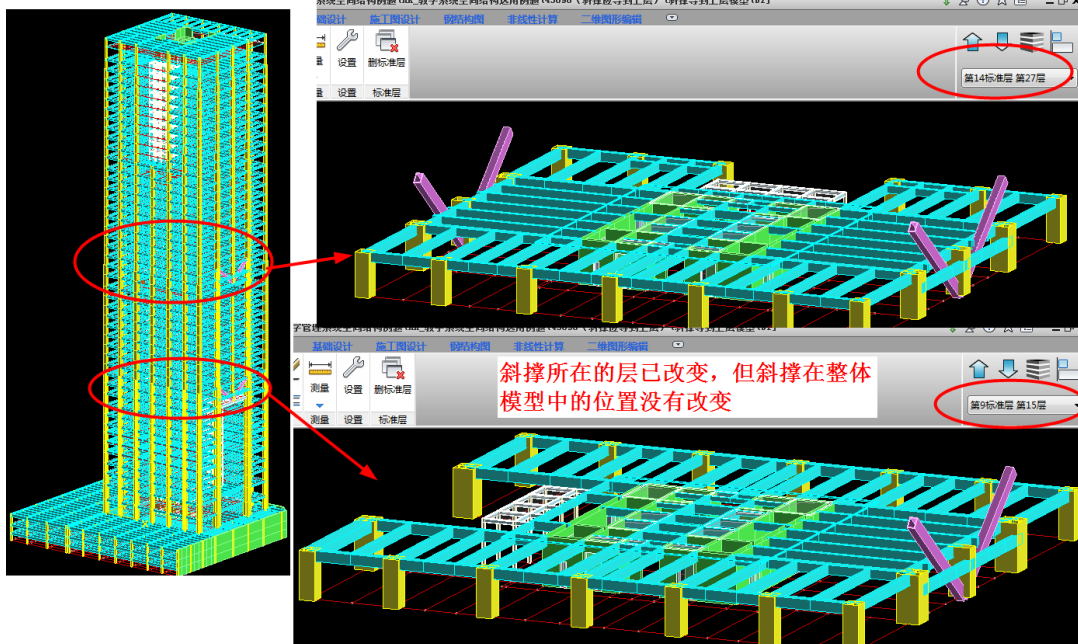 基础设计 施工图设计 钢结构图 非线性计算 二维图形编辑
设置 删标准层
设置 标准层
第14标准层 第27层
基础设计 施工图设计 钢结构图 非线性计算 二维图形编辑
测量 设置 删标准层
测量 设置 标准层
第9标准层 第15层
斜撑所在的层已改变，但斜撑在整体
模型中的位置没有改变